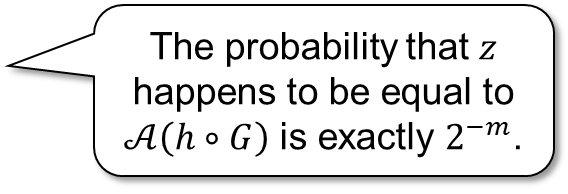 The probability that 𝑧
happens to be equal to
𝒜(ℎ ∘ 𝐺) is exactly 2⁻ᵐ.